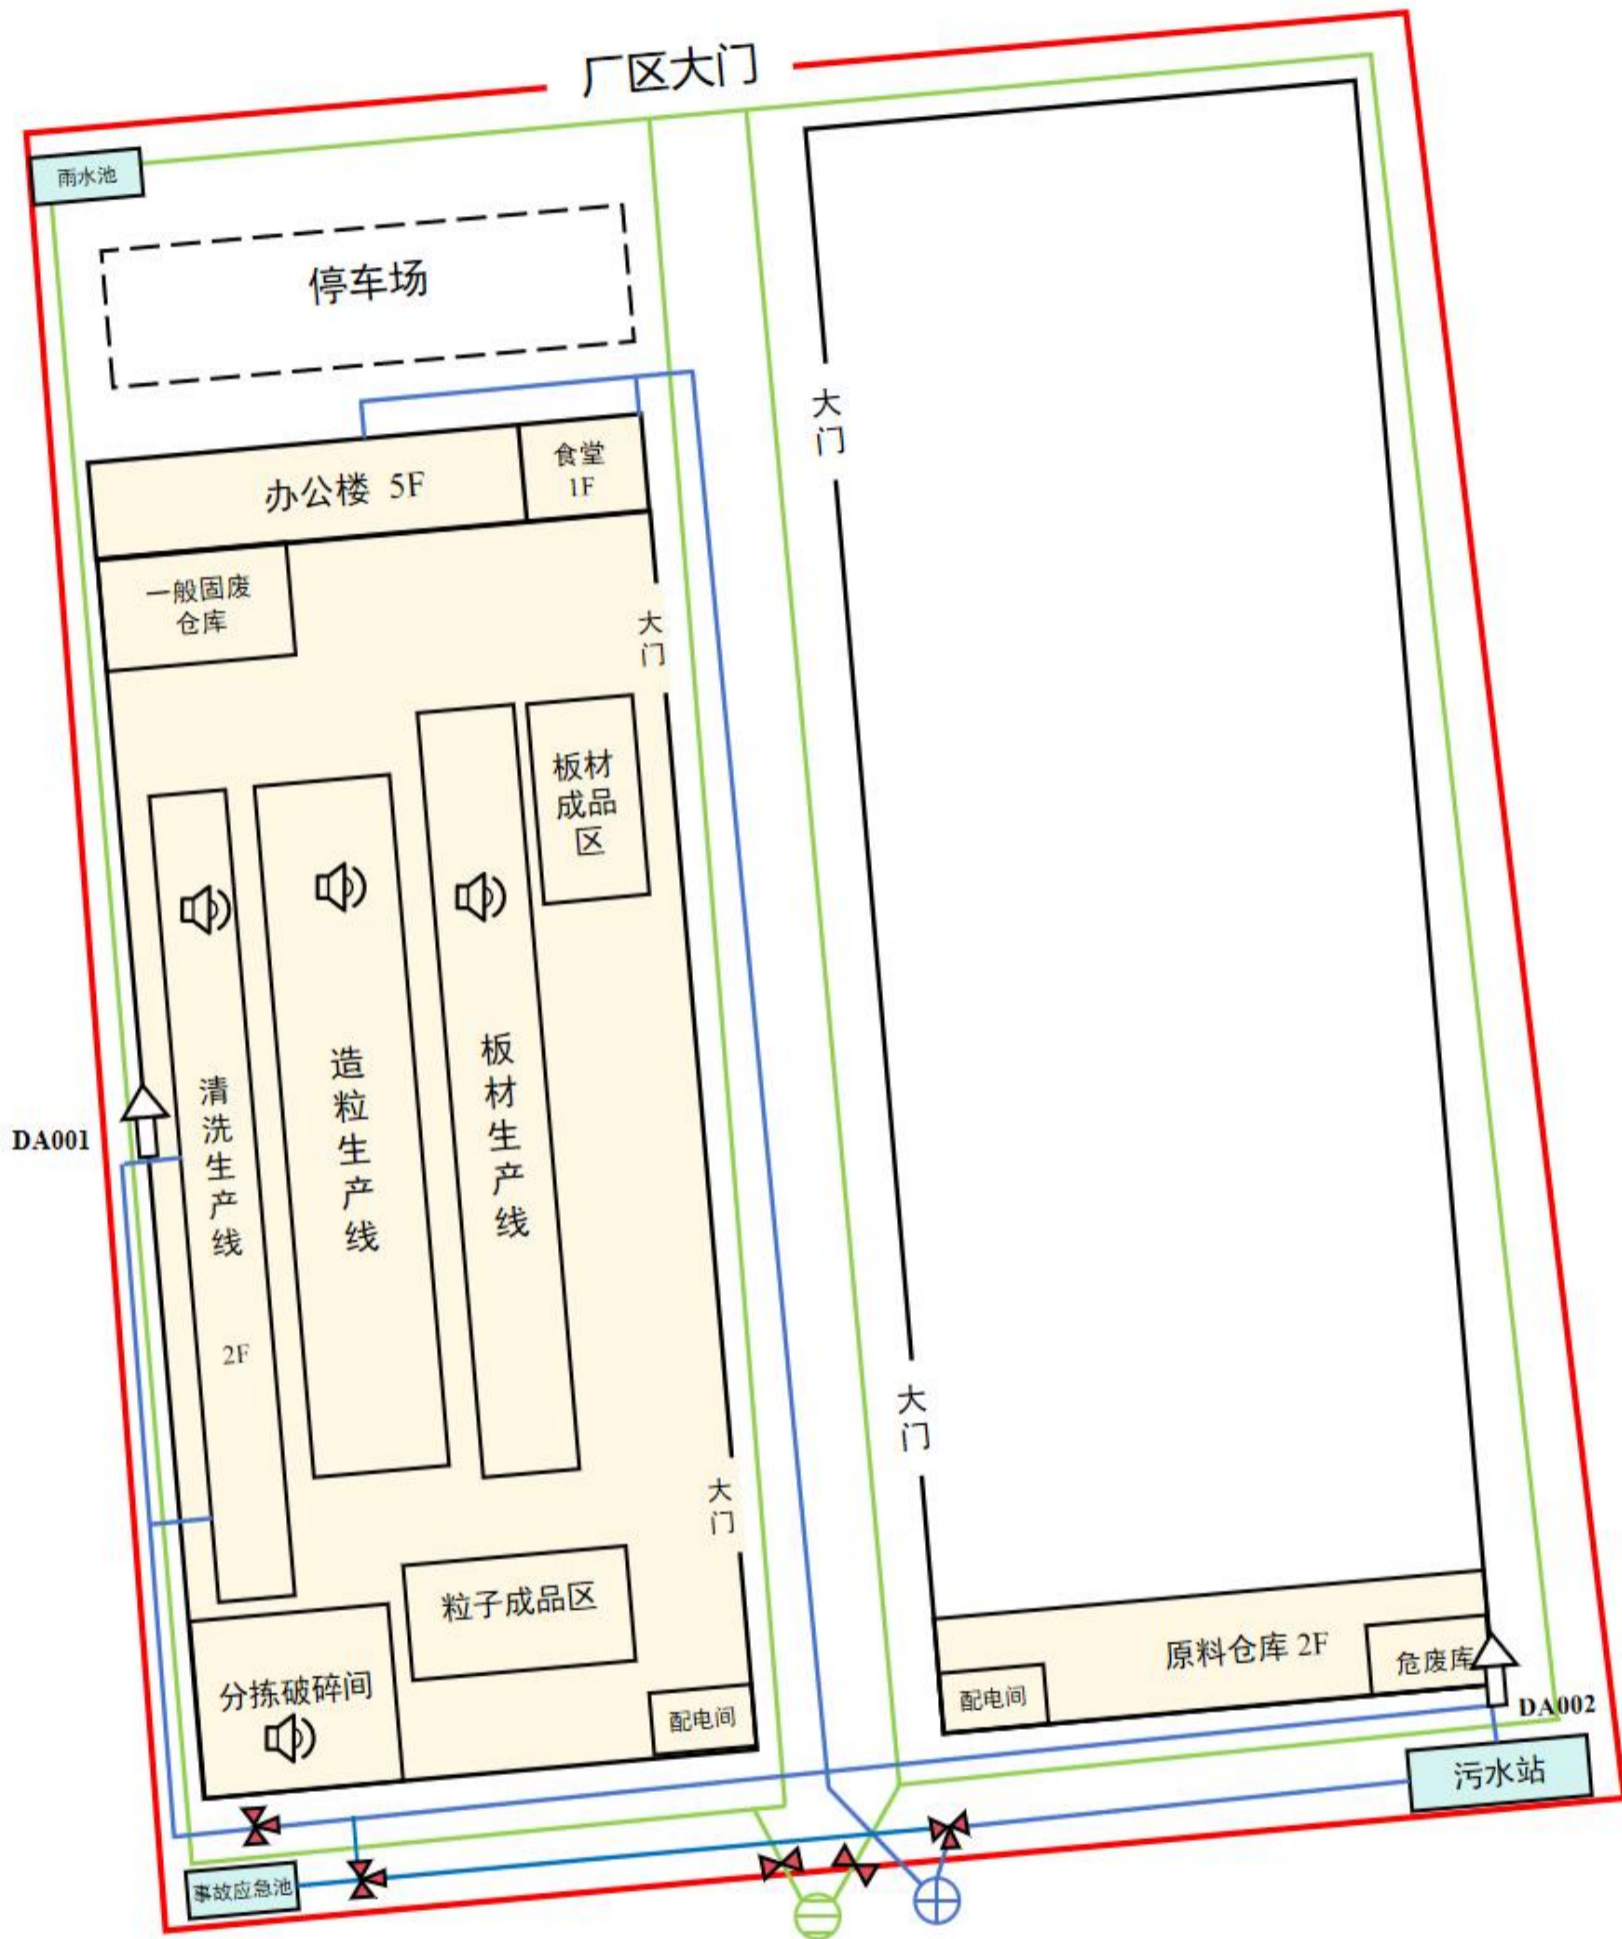 厂区大门
雨水池
停车场
大
门
办公楼 5F
食堂
1F
一般固废
仓库
大
门
板材
成品
区
清
洗
生
产
线
2F
造
粒
生
产
线
板
材
生
产
线
DA001
大
门
大
门
粒子成品区
分拣破碎间
配电间
原料仓库 2F
危废库
配电间
DA002
污水站
事故应急池